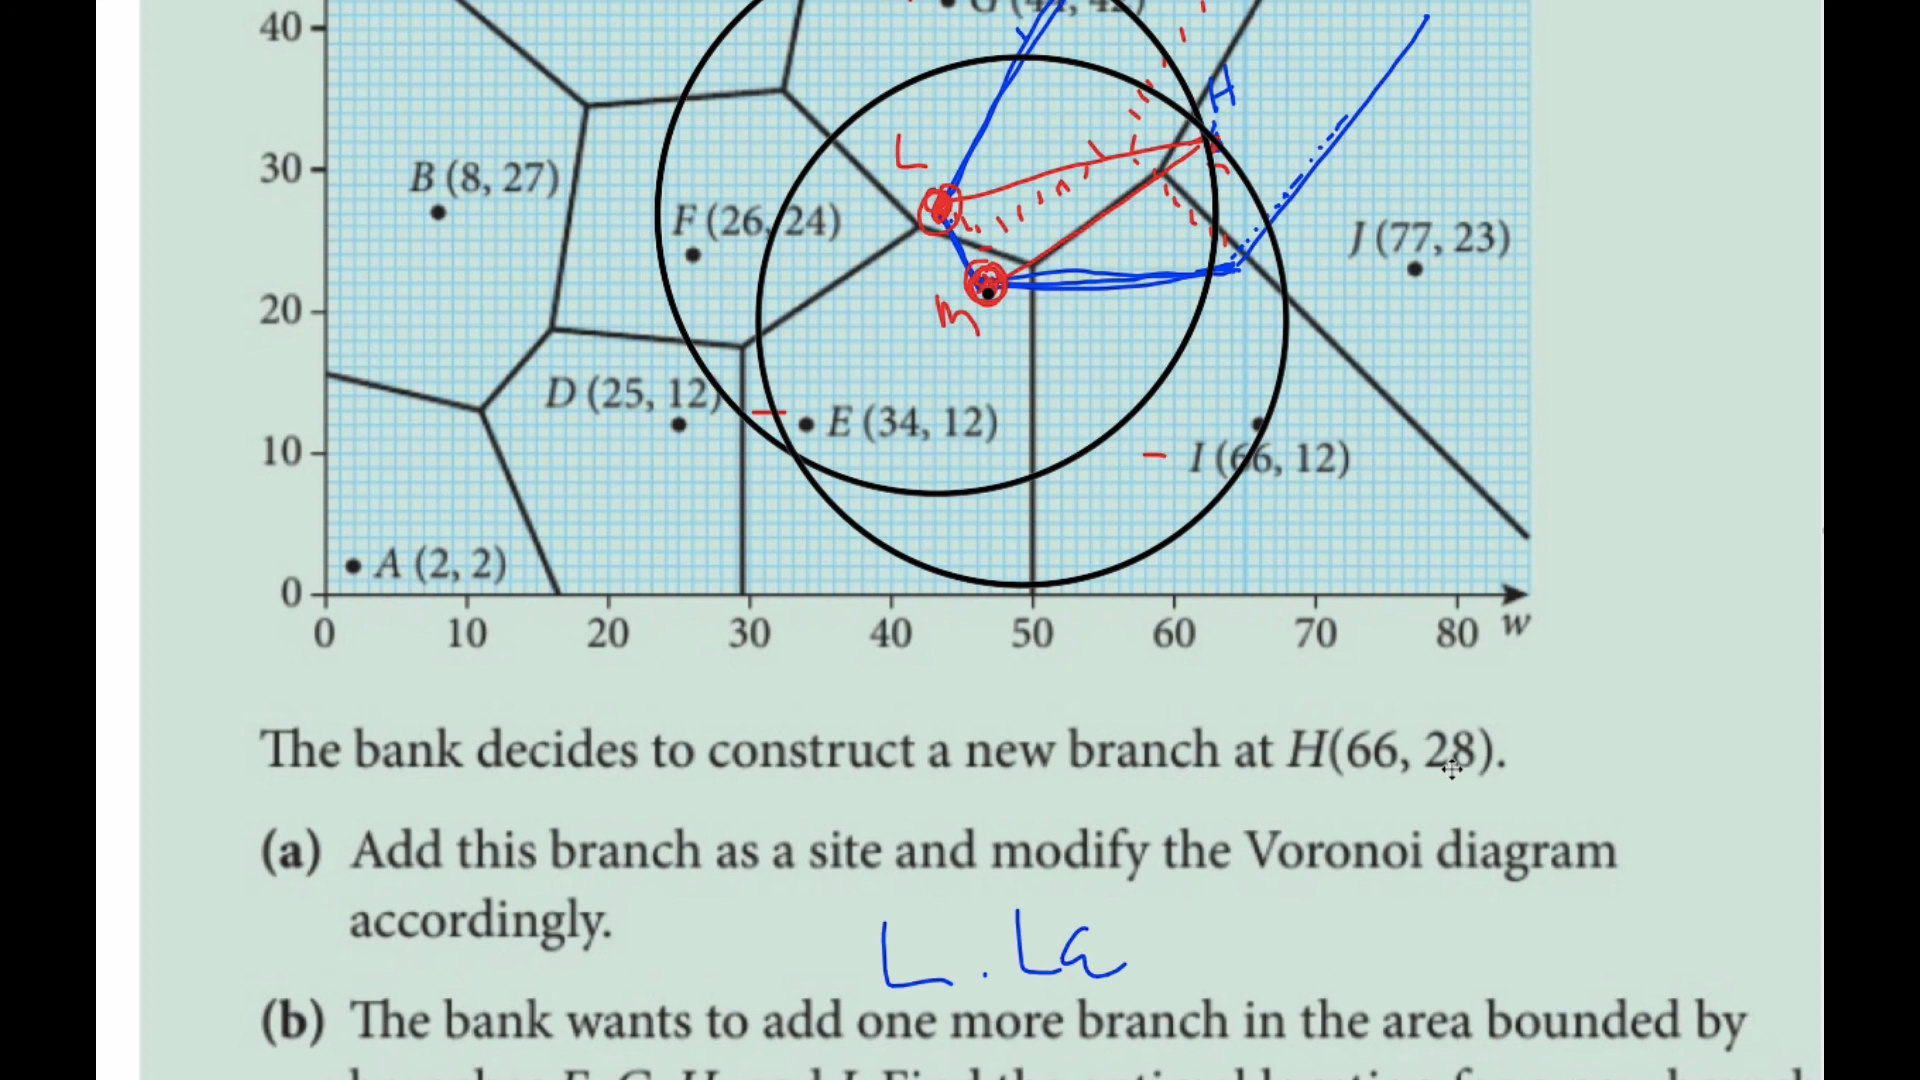 40
H
30
L
B (8, 27)
F (26, 24)
J (77, 23)
20
m
D (25, 12)
E (34, 12)
10
I (66, 12)
A (2, 2)
0
0 10 20 30 40 50 60 70 80 w
The bank decides to construct a new branch at H(66, 28).
(a) Add this branch as a site and modify the Voronoi diagram
accordingly.
(b) The bank wants to add one more branch in the area bounded by